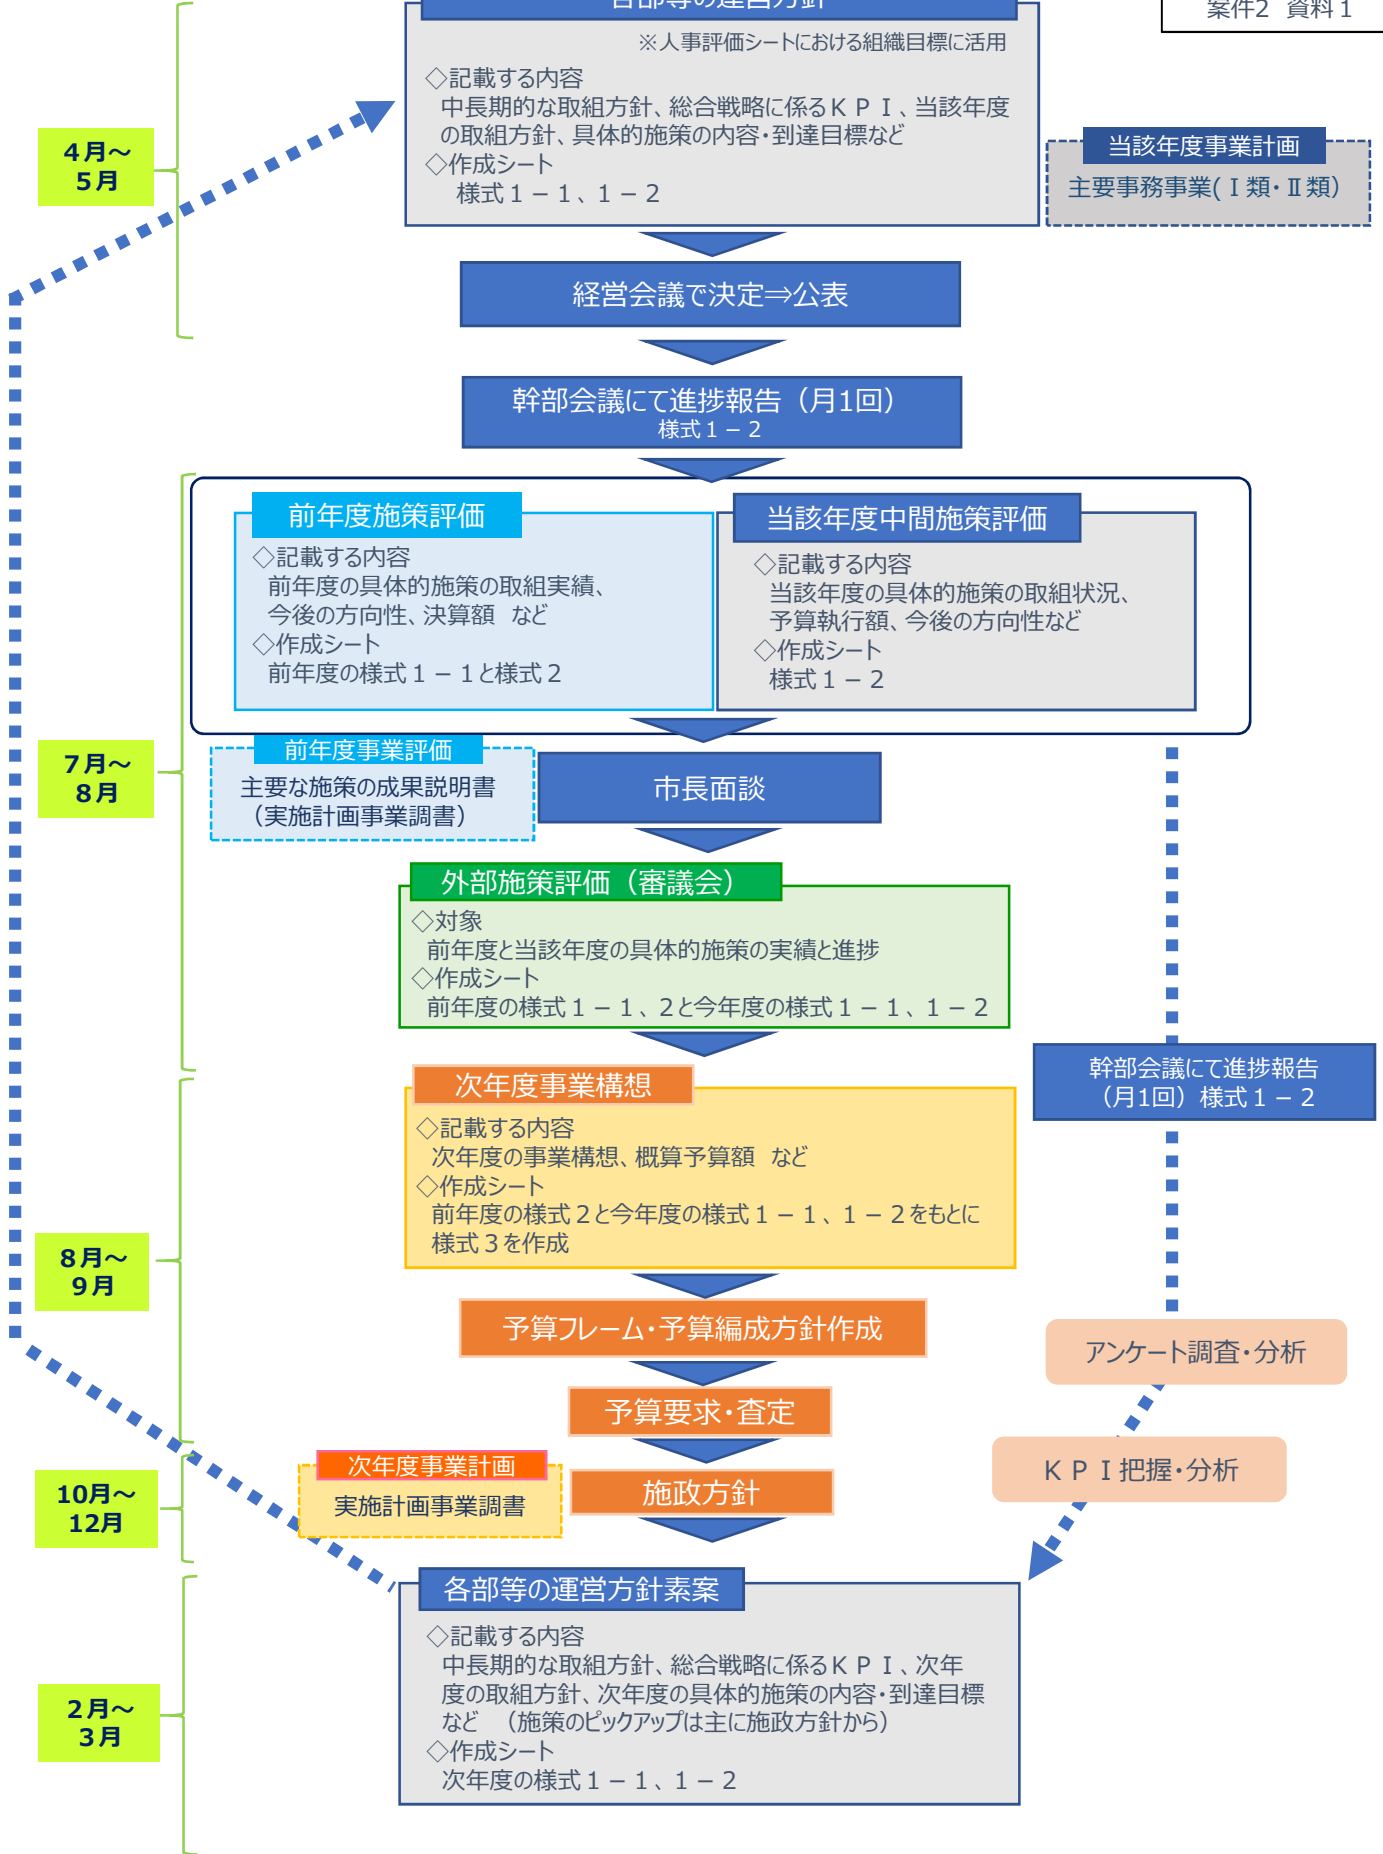 各部等の運営方針
案件2 資料1
※人事評価シートにおける組織目標に活用
◇記載する内容
中長期的な取組方針、総合戦略に係るＫＰＩ、当該年度
の取組方針、具体的施策の内容・到達目標など
◇作成シート
様式１－１、１－２
4月～
5月
当該年度事業計画
主要事務事業(Ⅰ類・Ⅱ類)
経営会議で決定⇒公表
幹部会議にて進捗報告（月1回）
様式１－２
前年度施策評価
◇記載する内容
前年度の具体的施策の取組実績、
今後の方向性、決算額 など
◇作成シート
前年度の様式１－１と様式２
当該年度中間施策評価
◇記載する内容
当該年度の具体的施策の取組状況、
予算執行額、今後の方向性など
◇作成シート
様式１－２
7月～
8月
前年度事業評価
主要な施策の成果説明書
（実施計画事業調書）
市長面談
外部施策評価（審議会）
◇対象
前年度と当該年度の具体的施策の実績と進捗
◇作成シート
前年度の様式１－１、２と今年度の様式１－１、１－２
次年度事業構想
◇記載する内容
次年度の事業構想、概算予算額 など
◇作成シート
前年度の様式２と今年度の様式１－１、１－２をもとに
様式３を作成
幹部会議にて進捗報告
（月1回）様式１－２
8月～
9月
予算フレーム・予算編成方針作成
アンケート調査・分析
予算要求・査定
ＫＰＩ把握・分析
10月～
12月
次年度事業計画
実施計画事業調書
施政方針
各部等の運営方針素案
◇記載する内容
中長期的な取組方針、総合戦略に係るＫＰＩ、次年
度の取組方針、次年度の具体的施策の内容・到達目標
など （施策のピックアップは主に施政方針から）
◇作成シート
次年度の様式１－１、１－２
2月～
3月